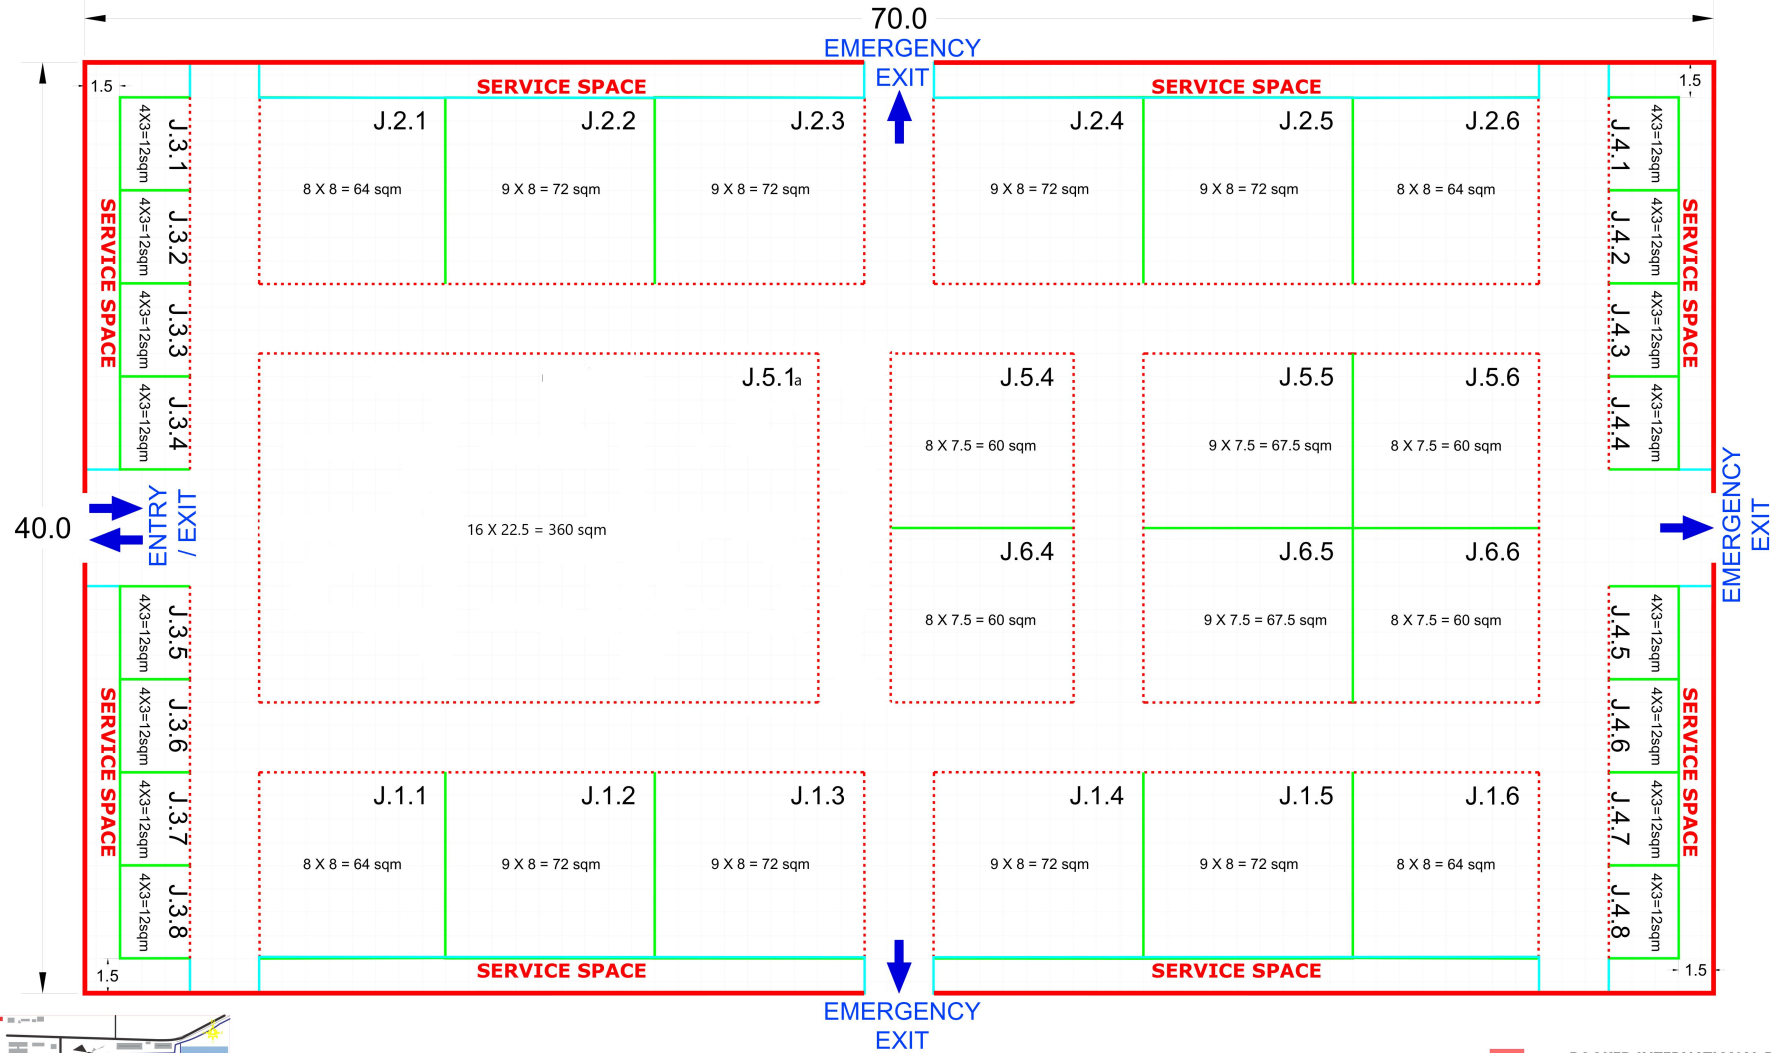 70.0
EMERGENCY
EXIT
1.5
SERVICE SPACE
SERVICE SPACE
1.5
J.2.1
J.2.2
J.2.3
J.2.4
J.2.5
J.2.6
8 X 8 = 64 sqm
9 X 8 = 72 sqm
9 X 8 = 72 sqm
9 X 8 = 72 sqm
9 X 8 = 72 sqm
8 X 8 = 64 sqm
SERVICE SPACE
4X3=12sqm
J.3.1
4X3=12sqm
J.3.2
4X3=12sqm
J.3.3
4X3=12sqm
J.3.4
J.4.1
4X3=12sqm
J.4.2
4X3=12sqm
J.4.3
4X3=12sqm
J.4.4
4X3=12sqm
SERVICE SPACE
J.5.1a
J.5.4
J.5.5
J.5.6
8 X 7.5 = 60 sqm
9 X 7.5 = 67.5 sqm
8 X 7.5 = 60 sqm
40.0
ENTRY
/ EXIT
16 X 22.5 = 360 sqm
EMERGENCY
EXIT
J.6.4
J.6.5
J.6.6
8 X 7.5 = 60 sqm
9 X 7.5 = 67.5 sqm
8 X 7.5 = 60 sqm
SERVICE SPACE
4X3=12sqm
J.3.5
4X3=12sqm
J.3.6
4X3=12sqm
J.3.7
4X3=12sqm
J.3.8
J.4.5
4X3=12sqm
J.4.6
4X3=12sqm
J.4.7
4X3=12sqm
J.4.8
4X3=12sqm
SERVICE SPACE
J.1.1
J.1.2
J.1.3
J.1.4
J.1.5
J.1.6
8 X 8 = 64 sqm
9 X 8 = 72 sqm
9 X 8 = 72 sqm
9 X 8 = 72 sqm
9 X 8 = 72 sqm
8 X 8 = 64 sqm
1.5
SERVICE SPACE
SERVICE SPACE
1.5
EMERGENCY
EXIT